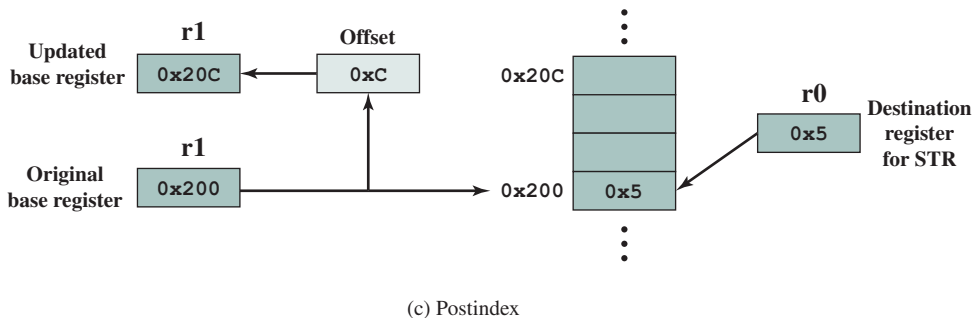 r1
Offset
Updated
base register
0x20C
0xC
0x20C
r0
Destination
register
for STR
0x5
r1
Original
base register
0x200
0x200
0x5
(c) Postindex